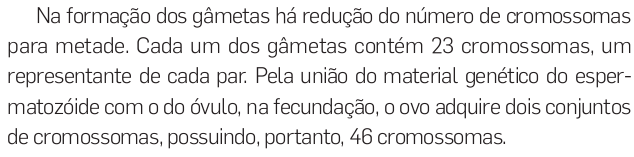 Na formação dos gâmetas há redução do número de cromossomas
para metade. Cada um dos gâmetas contém 23 cromossomas, um
representante de cada par. Pela união do material genético do esper-
matozóide com o do óvulo, na fecundação, o ovo adquire dois conjuntos
de cromossomas, possuindo, portanto, 46 cromossomas.